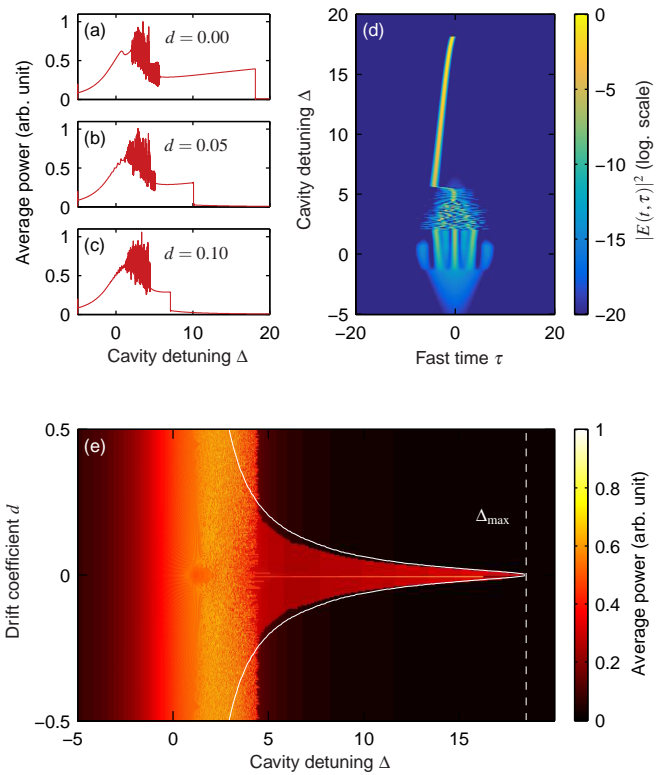 (a)
d = 0.00
1
0.5
0
(b)
d = 0.05
1
0.5
0
(c)
d = 0.10
1
0.5
0
0
10
20
Cavity detuning Δ
Average power (arb. unit)
(d)
20
15
10
5
0
−5
−20
0
20
Fast time τ
Cavity detuning Δ
0
−5
−10
−15
−20
|E(t, τ)|² (log. scale)
(e)
Δmax
0.5
0
-0.5
−5
0
5
10
15
Cavity detuning Δ
Drift coefficient d
1
0.8
0.6
0.4
0.2
0
Average power (arb. unit)